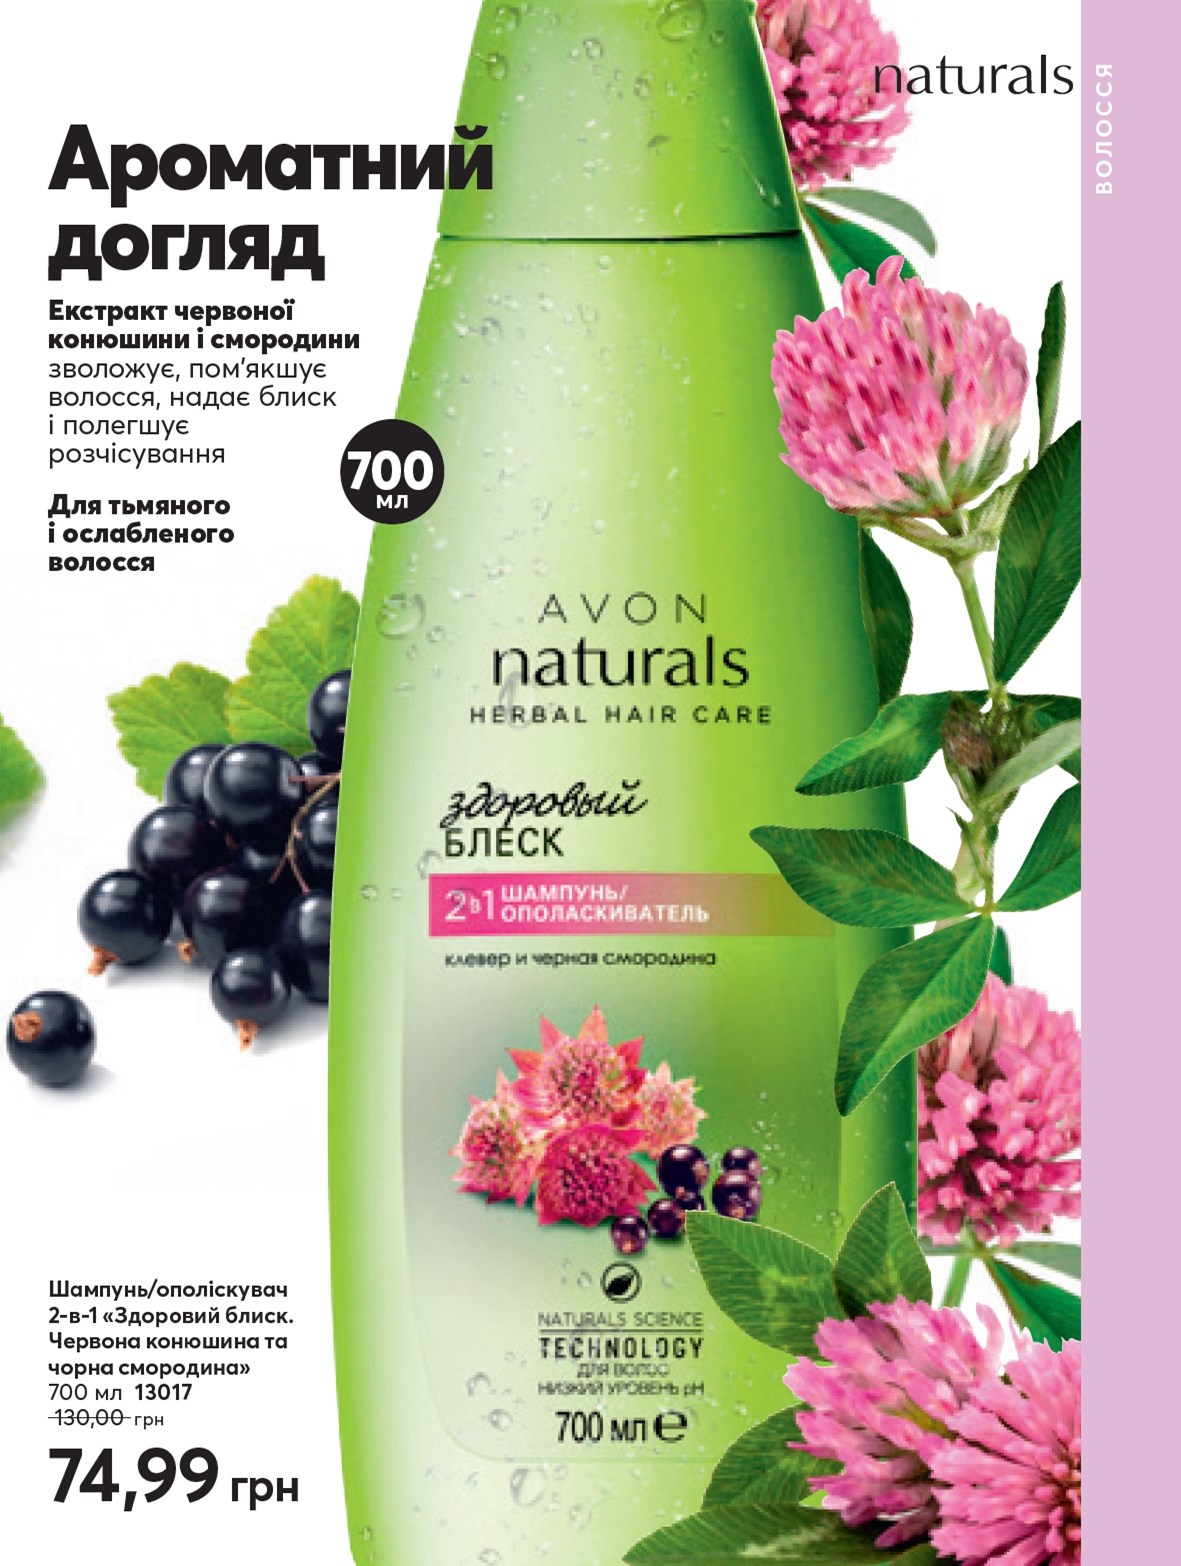 naturals
ВОЛОССЯ
Ароматний
догляд
Екстракт червоної
конюшини і смородини
зволожує, пом'якшує
волосся, надає блиск
і полегшує
розчісування
Для тьмяного
і ослабленого
волосся
700
МЛ
AVON
naturals
HERBAL HAIR CARE
здоровый
БЛЕСК
2в1 ШАМПУНЬ/
ОПОЛАСКИВАТЕЛЬ
клевер и черная смородина
NATURALS SCIENCE
TECHNOLOGY
ДЛЯ ВОЛОС
НИЗКИЙ УРОВЕНЬ pH
700 мл e
Шампунь/ополіскувач
2-в-1 «Здоровий блиск.
Червона конюшина та
чорна смородина»
700 мл 13017
130,00 грн
74,99 грн